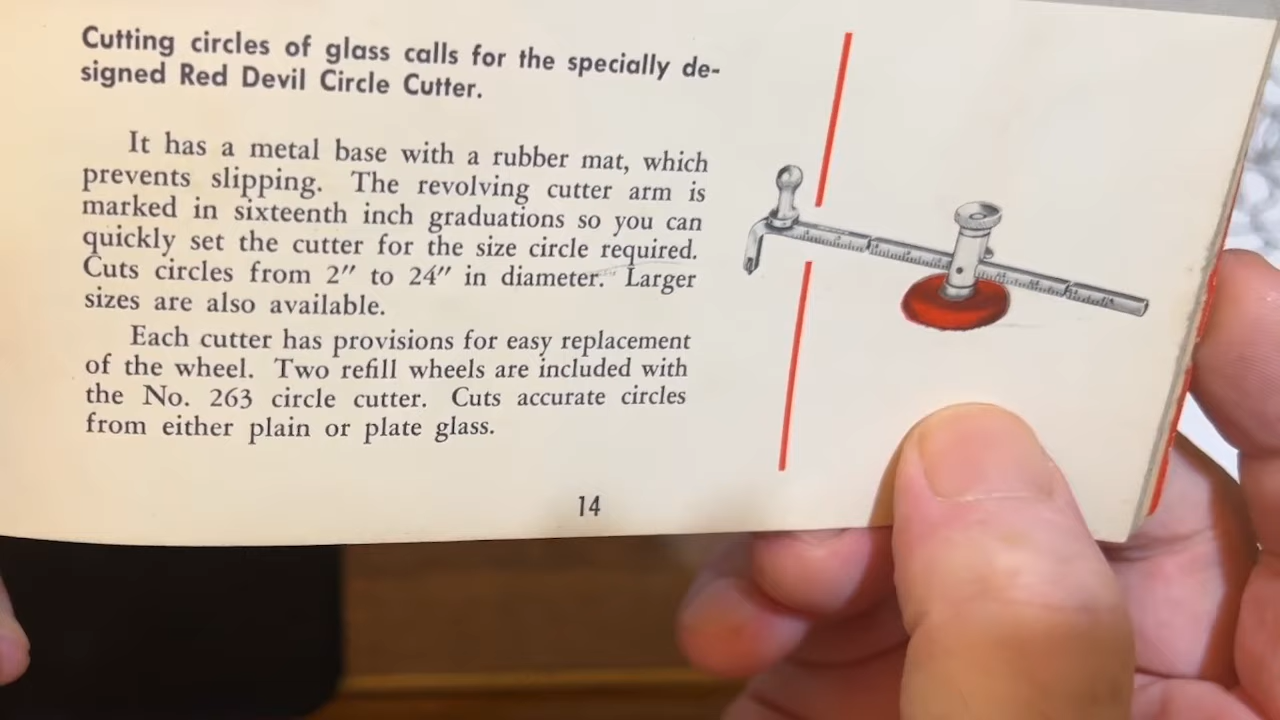 Cutting circles of glass calls for the specially de-
signed Red Devil Circle Cutter.
It has a metal base with a rubber mat, which
prevents slipping. The revolving cutter arm is
marked in sixteenth inch graduations so you can
quickly set the cutter for the size circle required.
Cuts circles from 2″ to 24″ in diameter. Larger
sizes are also available.
Each cutter has provisions for easy replacement
of the wheel. Two refill wheels are included with
the No. 263 circle cutter. Cuts accurate circles
from either plain or plate glass.
14